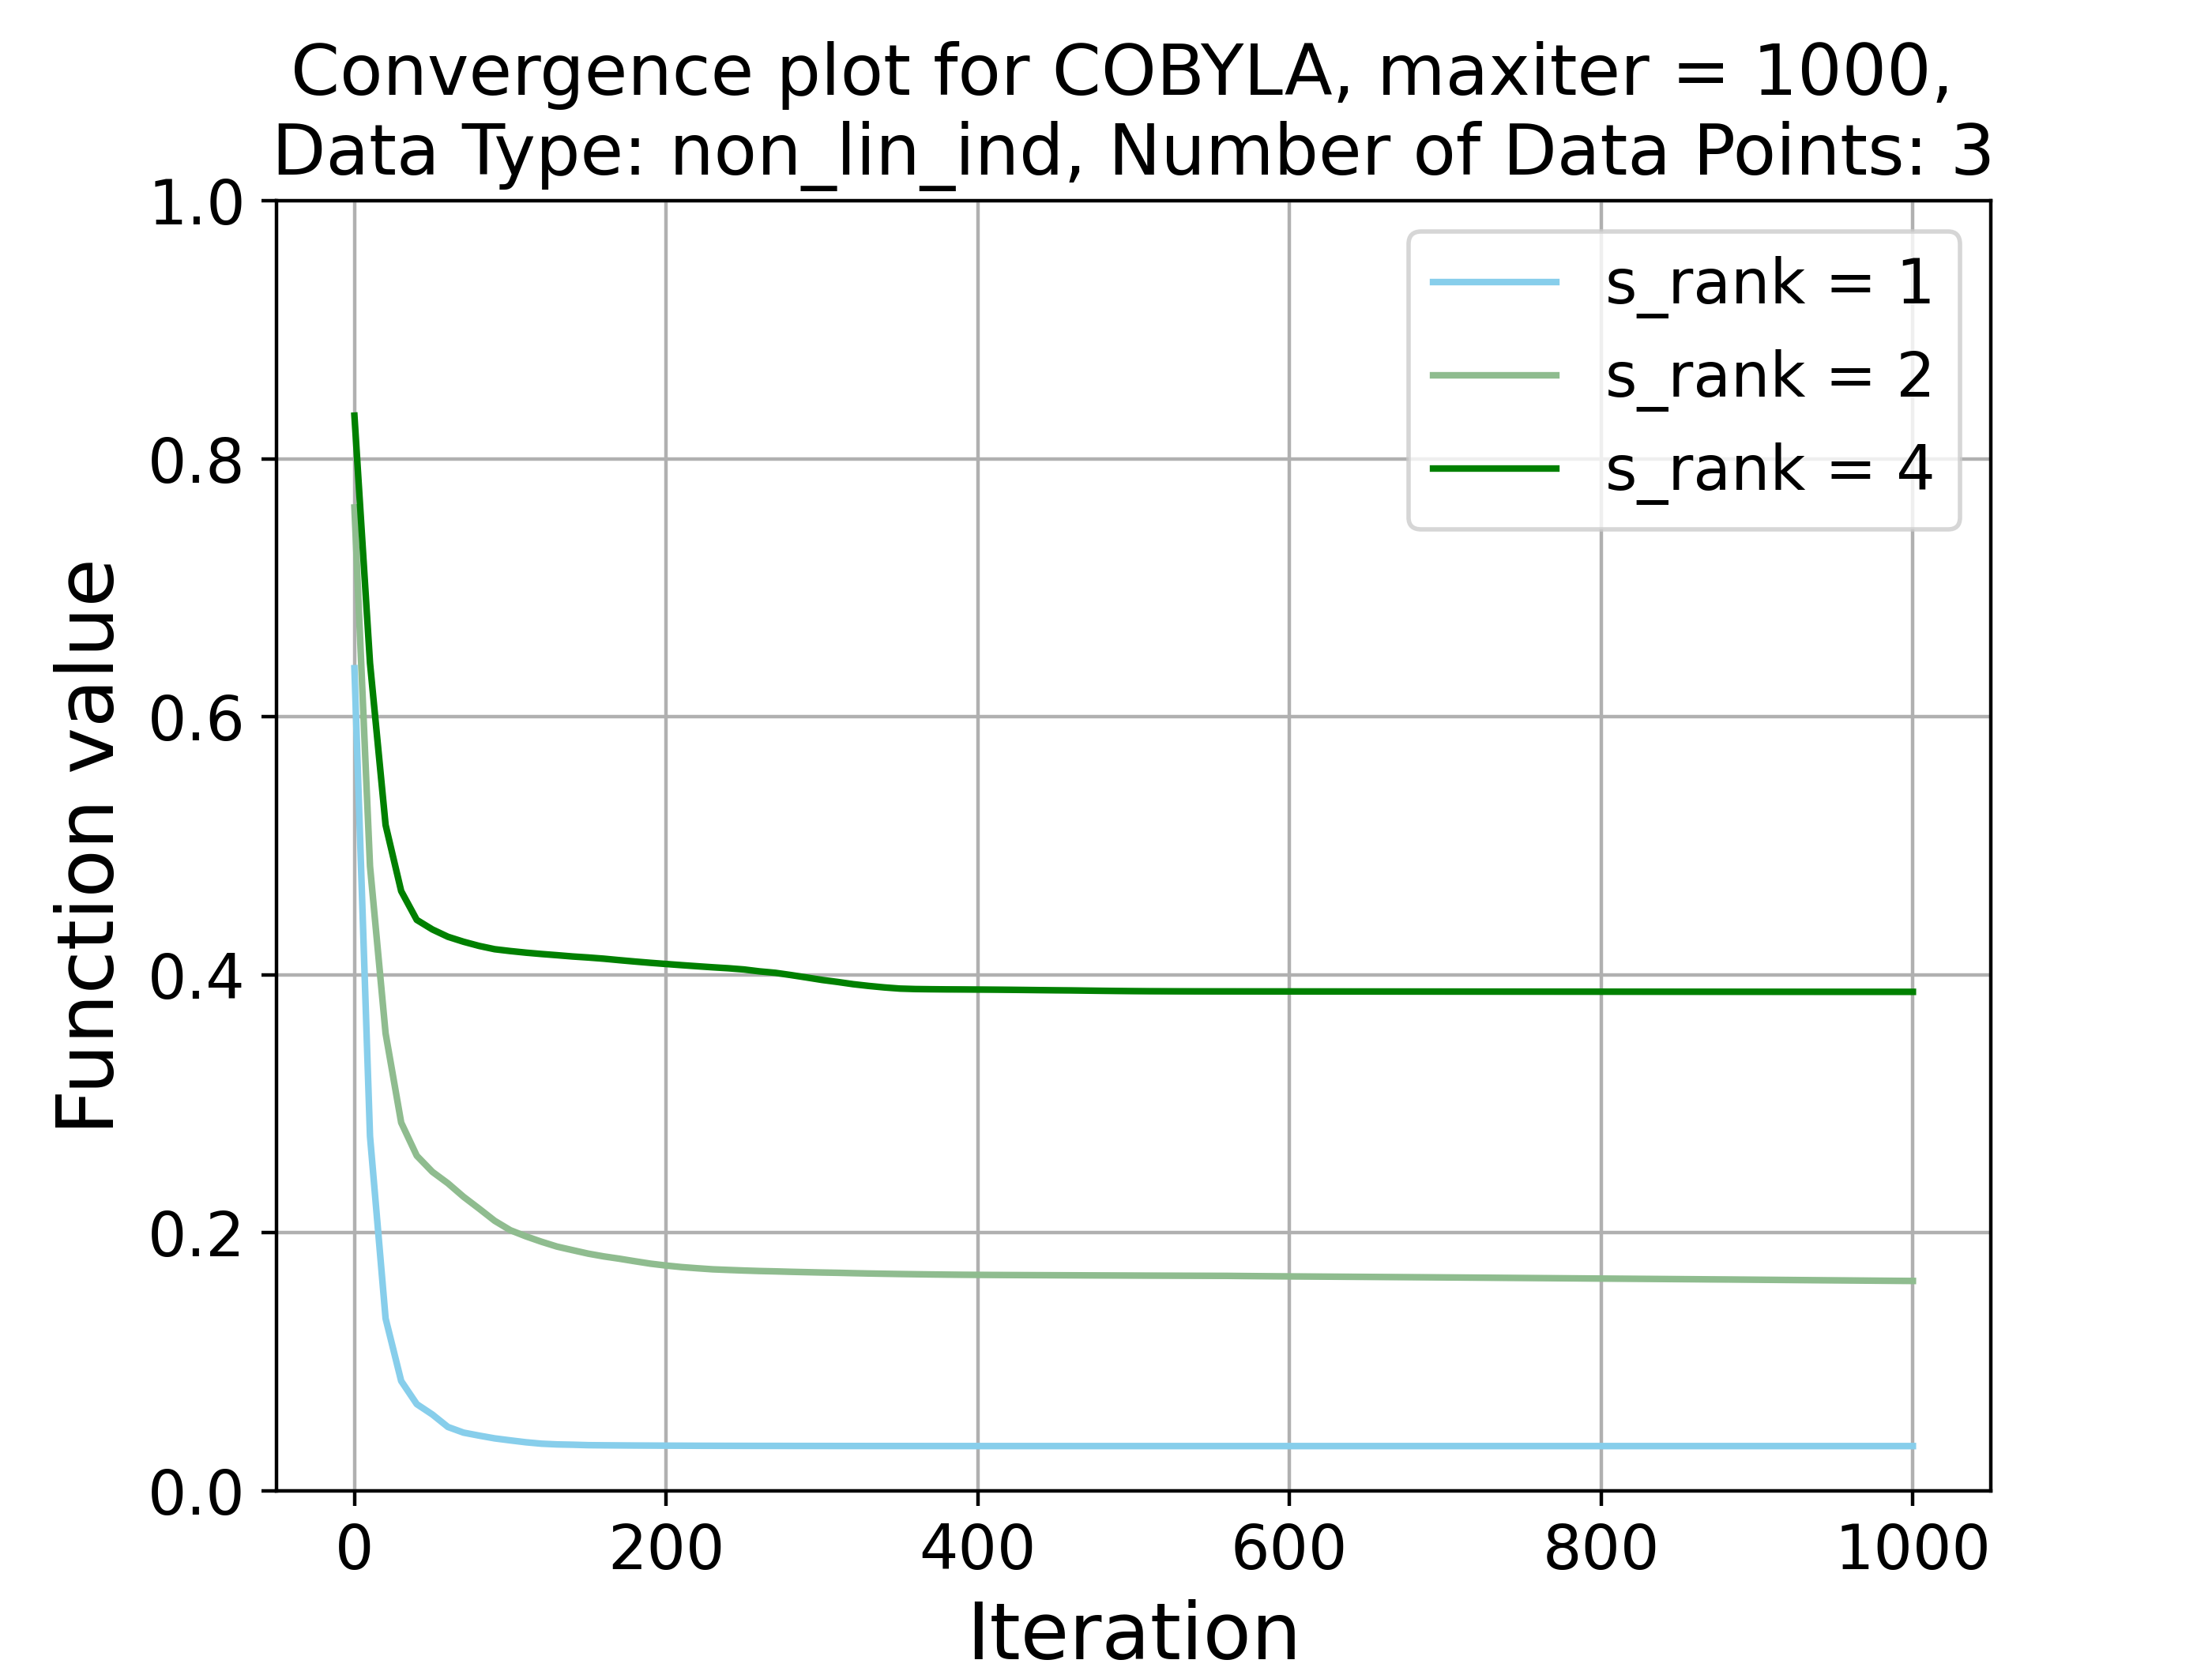 Convergence plot for COBYLA, maxiter = 1000,
Data Type: non_lin_ind, Number of Data Points: 3
1.0
0.8
0.6
0.4
0.2
0.0
Function value
s_rank = 1
s_rank = 2
s_rank = 4
0 200 400 600 800 1000
Iteration